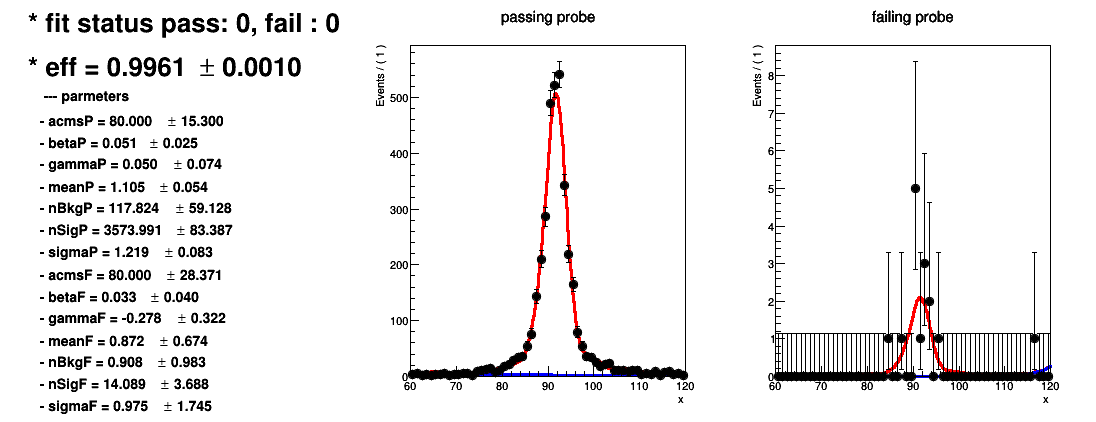 * fit status pass: 0, fail : 0
* eff = 0.9961 ± 0.0010
--- parmeters
- acmsP = 80.000 ± 15.300
- betaP = 0.051 ± 0.025
- gammaP = 0.050 ± 0.074
- meanP = 1.105 ± 0.054
- nBkgP = 117.824 ± 59.128
- nSigP = 3573.991 ± 83.387
- sigmaP = 1.219 ± 0.083
- acmsF = 80.000 ± 28.371
- betaF = 0.033 ± 0.040
- gammaF = -0.278 ± 0.322
- meanF = 0.872 ± 0.674
- nBkgF = 0.908 ± 0.983
- nSigF = 14.089 ± 3.688
- sigmaF = 0.975 ± 1.745
passing probe
Events / ( 1 )
500
400
300
200
100
0
60 70 80 90 100 110 120
x
failing probe
Events / ( 1 )
8
7
6
5
4
3
2
1
0
60 70 80 90 100 110 120
x